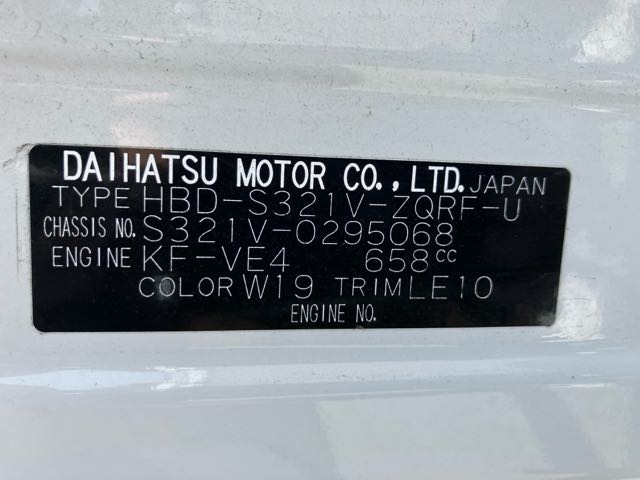 DAIHATSU MOTOR CO., LTD. JAPAN
TYPE HBD-S321V-ZQRF-U
CHASSIS NO. S321V-0295068
ENGINE KF-VE4 658cc
COLOR W19 TRIM LE10
ENGINE NO.